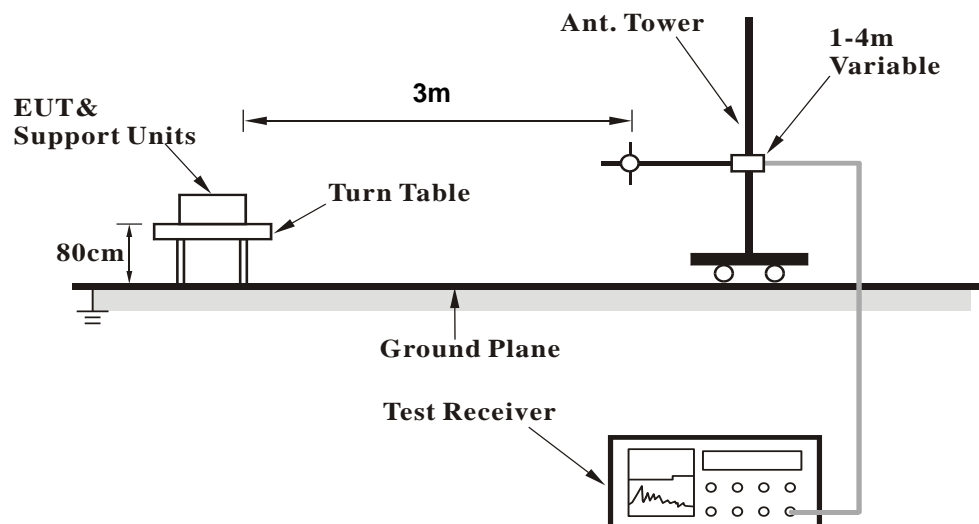 Ant. Tower
1-4m
Variable
3m
EUT&
Support Units
Turn Table
80cm
Ground Plane
Test Receiver